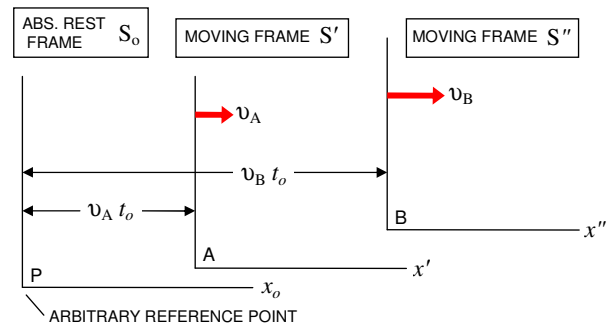 ABS. REST
FRAME S₀
MOVING FRAME S′
MOVING FRAME S″
υ_A
υ_B
υ_B t_o
υ_A t_o
B
x″
A
x′
P
x_o
ARBITRARY REFERENCE POINT